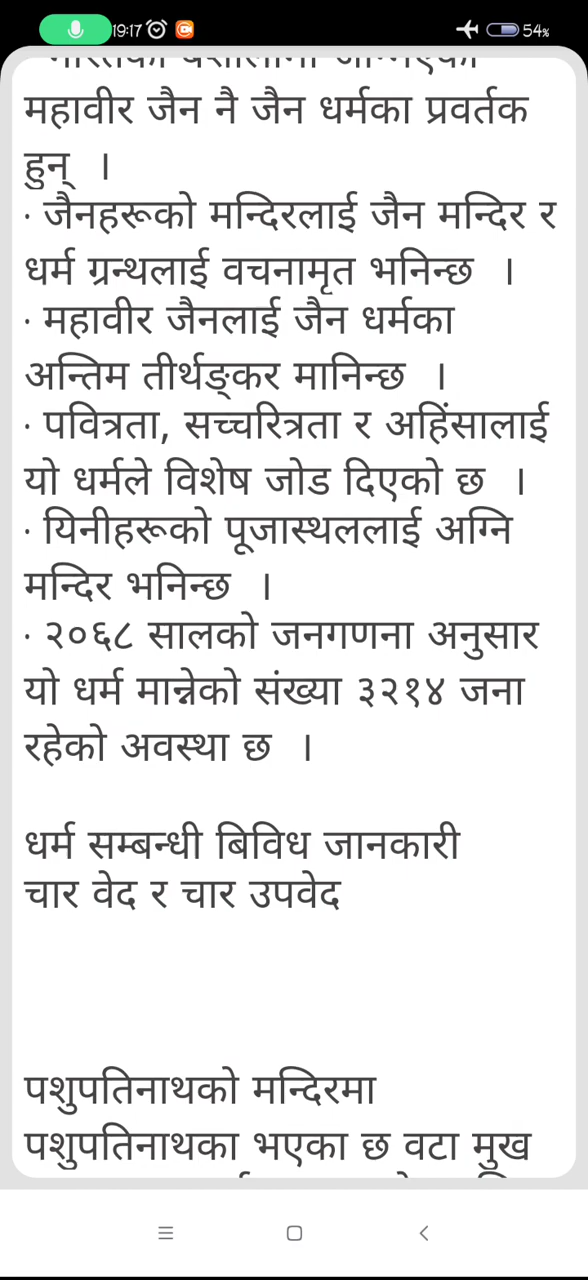 19:17
54%
महावीर जैन नै जैन धर्मका प्रवर्तक
हुन्  ।
· जैनहरूको मन्दिरलाई जैन मन्दिर र
धर्म ग्रन्थलाई वचनामृत भनिन्छ  ।
· महावीर जैनलाई जैन धर्मका
अन्तिम तीर्थङ्कर मानिन्छ  ।
· पवित्रता, सच्चरित्रता र अहिंसालाई
यो धर्मले विशेष जोड दिएको छ  ।
· यिनीहरूको पूजास्थललाई अग्नि
मन्दिर भनिन्छ  ।
· २०६८ सालको जनगणना अनुसार
यो धर्म मान्नेको संख्या ३२१४ जना
रहेको अवस्था छ  ।
धर्म सम्बन्धी बिविध जानकारी
चार वेद र चार उपवेद
पशुपतिनाथको मन्दिरमा
पशुपतिनाथका भएका छ वटा मुख